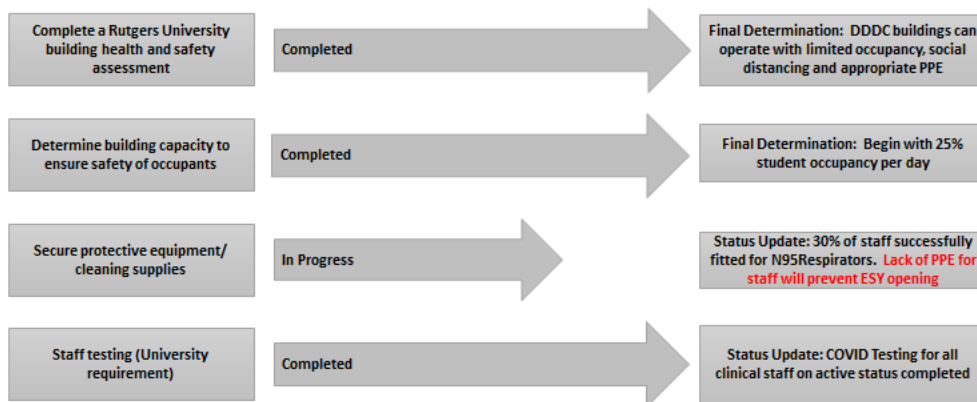 Complete a Rutgers University
building health and safety
assessment
Completed
Final Determination: DDDC buildings can
operate with limited occupancy, social
distancing and appropriate PPE
Determine building capacity to
ensure safety of occupants
Completed
Final Determination: Begin with 25%
student occupancy per day
Secure protective equipment/
cleaning supplies
In Progress
Status Update: 30% of staff successfully
fitted for N95Respirators. Lack of PPE for
staff will prevent ESY opening
Staff testing (University
requirement)
Completed
Status Update: COVID Testing for all
clinical staff on active status completed